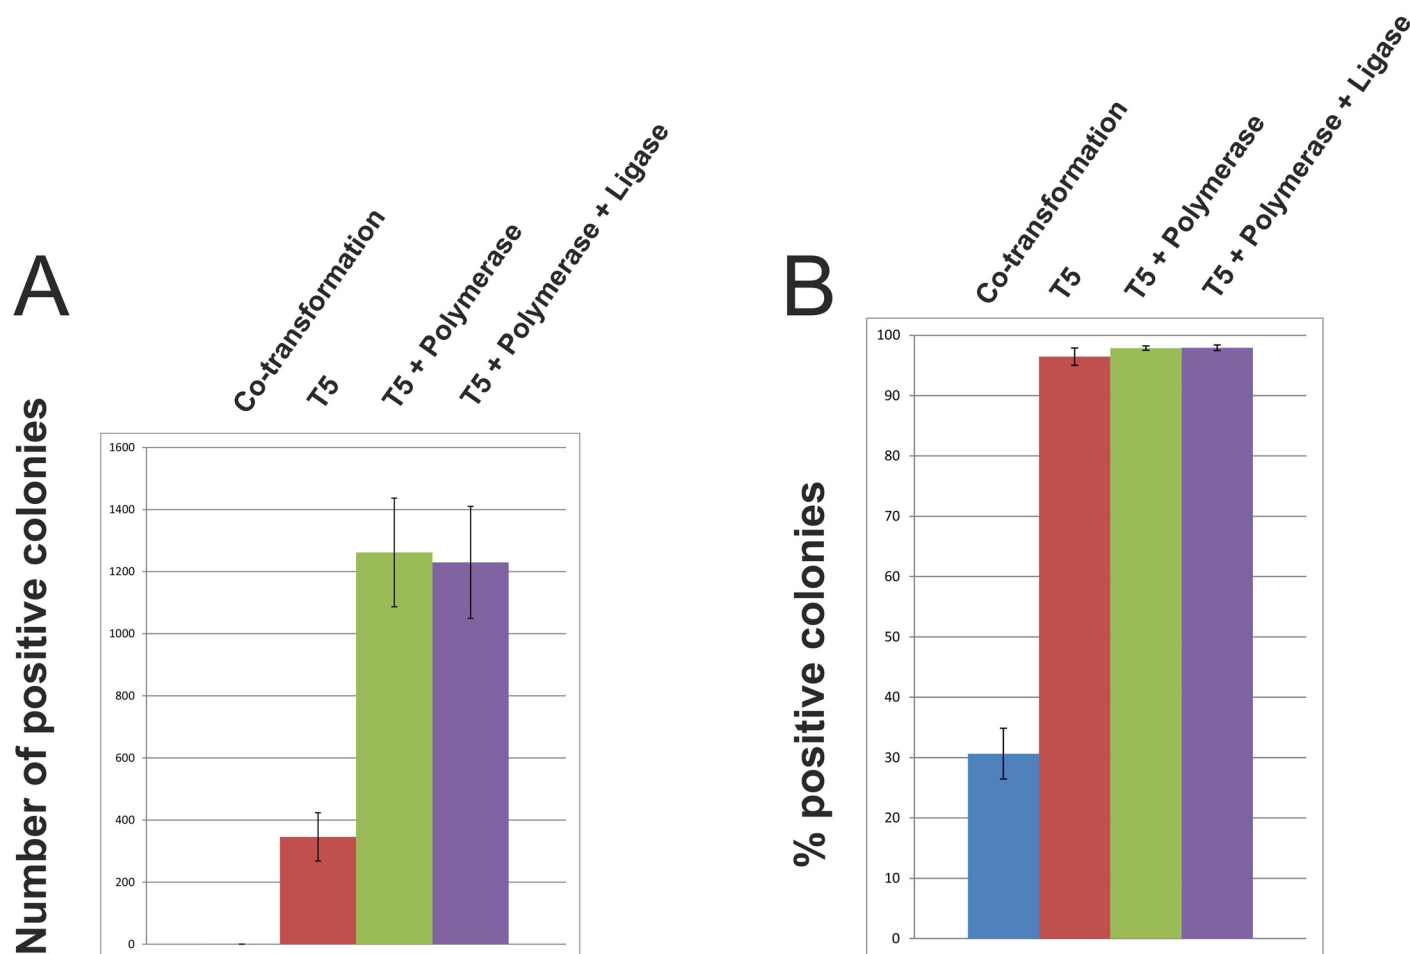 A
Number of positive colonies
Co-transformation
T5
T5 + Polymerase
T5 + Polymerase + Ligase
1600
1400
1200
1000
800
600
400
200
0
B
% positive colonies
Co-transformation
T5
T5 + Polymerase
T5 + Polymerase + Ligase
100
90
80
70
60
50
40
30
20
10
0